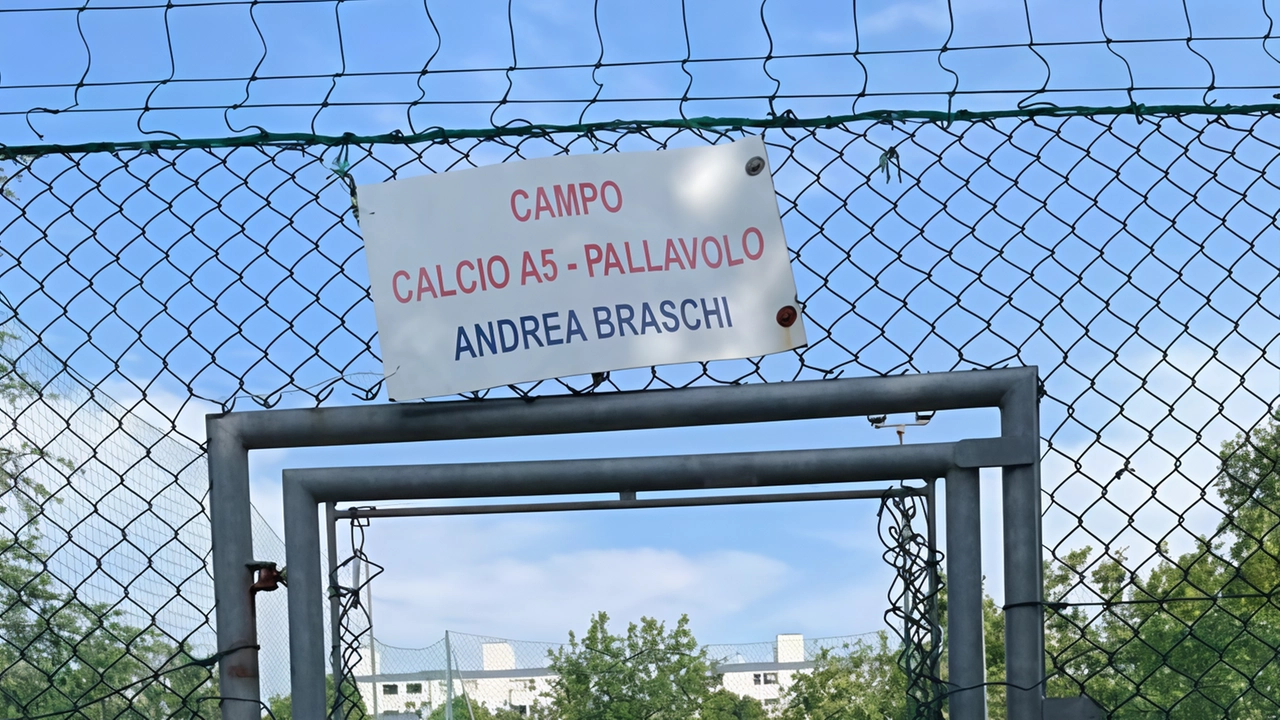 CAMPO
CALCIO A5 - PALLAVOLO
ANDREA BRASCHI